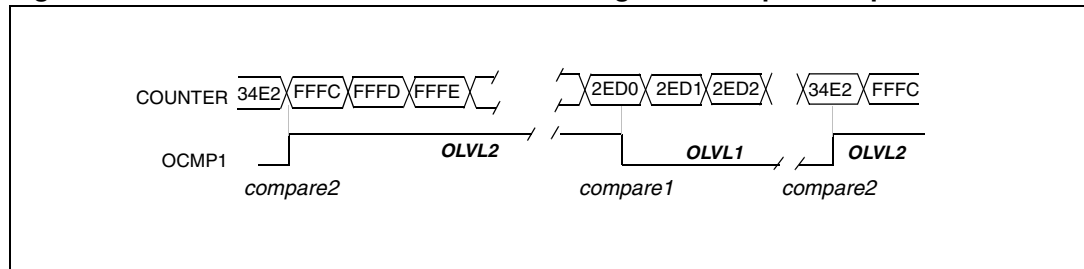 COUNTER 34E2 FFFC FFFD FFFE 2ED0 2ED1 2ED2 34E2 FFFC
OCMP1 OLVL2 OLVL1 OLVL2
compare2 compare1 compare2